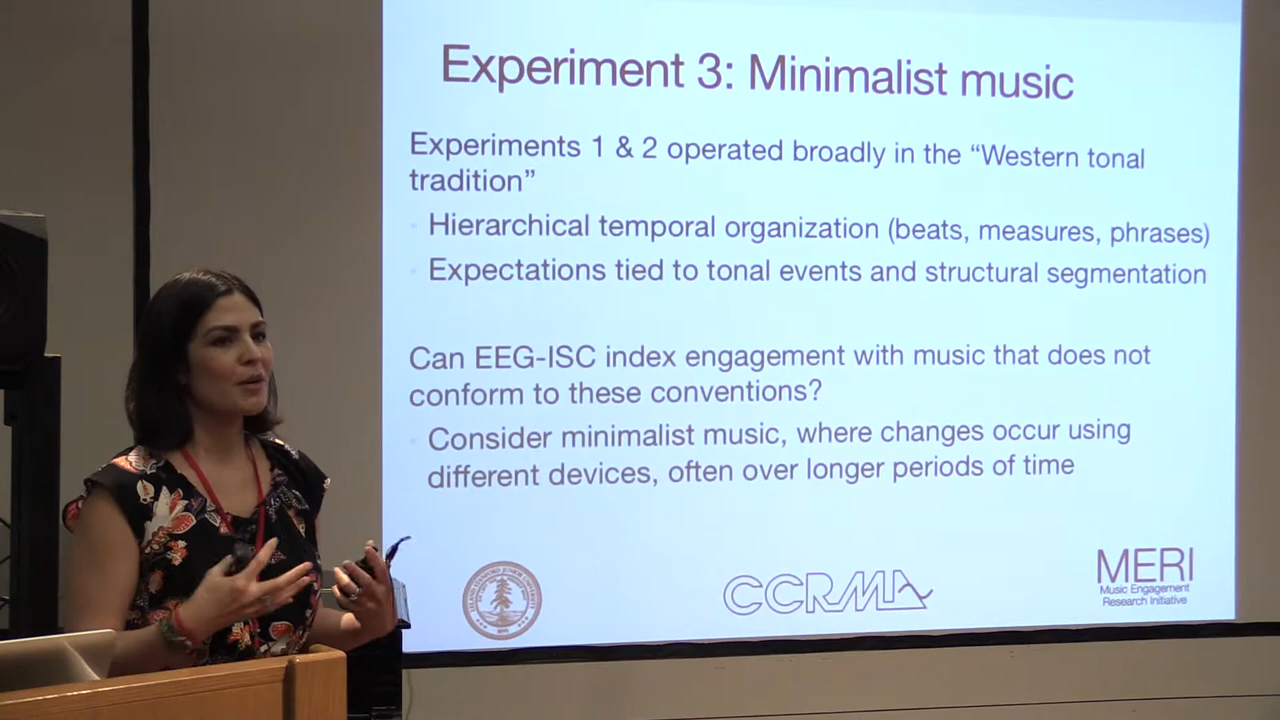 Experiment 3: Minimalist music
Experiments 1 & 2 operated broadly in the “Western tonal
tradition”
Hierarchical temporal organization (beats, measures, phrases)
Expectations tied to tonal events and structural segmentation
Can EEG-ISC index engagement with music that does not
conform to these conventions?
Consider minimalist music, where changes occur using
different devices, often over longer periods of time
CCRMA
MERI
Music Engagement
Research Initiative